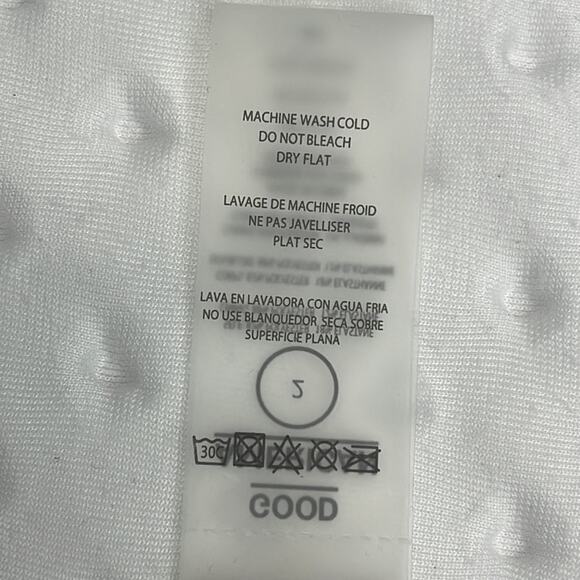 MACHINE WASH COLD
DO NOT BLEACH
DRY FLAT
LAVAGE DE MACHINE FROID
NE PAS JAVELLISER
PLAT SEC
LAVA EN LAVADORA CON AGUA FRIA
NO USE BLANQUEDOR SECA SOBRE
SUPERFICIE PLANA
2
30C
GOOD